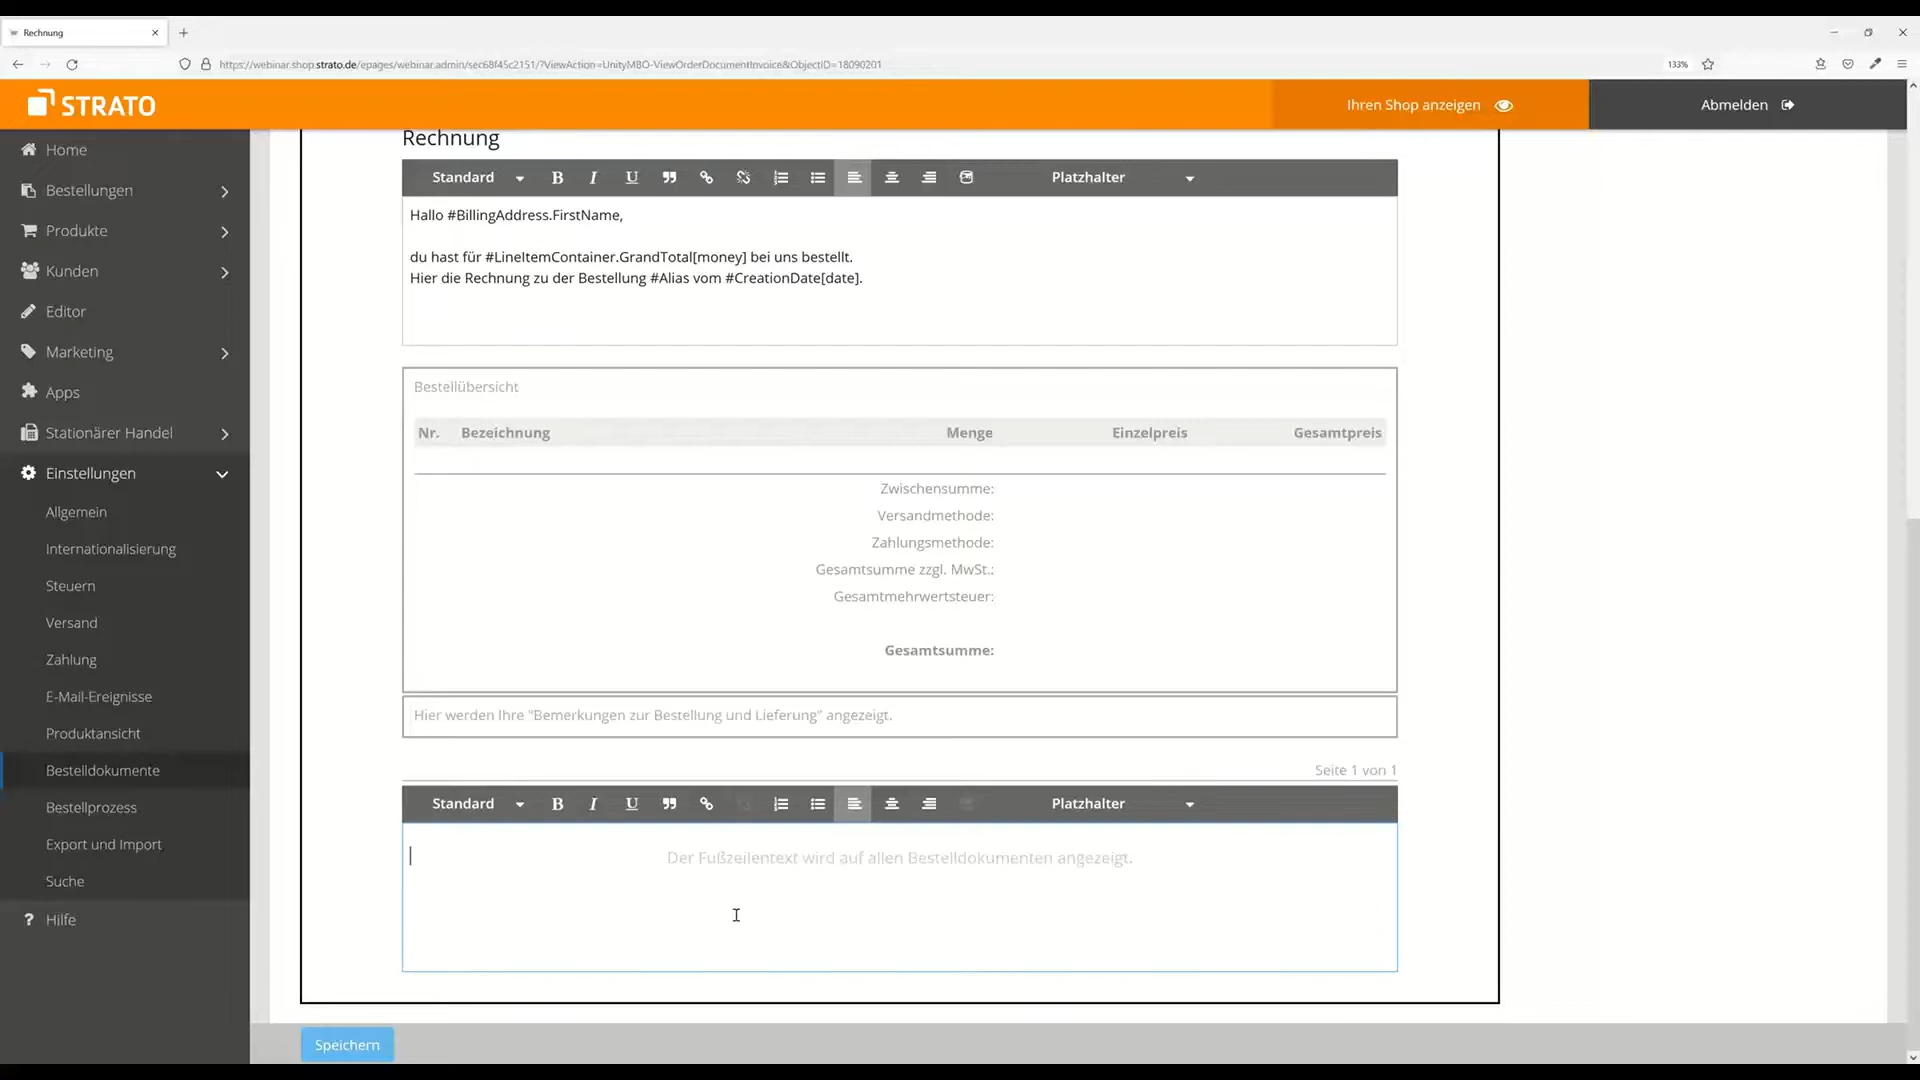 Rechnung
https://webinar.shop.strato.de/epages/webinar.admin/sec68f45c2151/?ViewAction=UnityMBO-ViewOrderDocumentInvoice&ObjectID=18090201
133%
STRATO
Ihren Shop anzeigen
Abmelden
Home
Bestellungen
Produkte
Kunden
Editor
Marketing
Apps
Stationärer Handel
Einstellungen
Allgemein
Internationalisierung
Steuern
Versand
Zahlung
E-Mail-Ereignisse
Produktansicht
Bestelldokumente
Bestellprozess
Export und Import
Suche
? Hilfe
Rechnung
Standard B I U Platzhalter
Hallo #BillingAddress.FirstName,
du hast für #LineItemContainer.GrandTotal[money] bei uns bestellt.
Hier die Rechnung zu der Bestellung #Alias vom #CreationDate[date].
Bestellübersicht
Nr. Bezeichnung Menge Einzelpreis Gesamtpreis
Zwischensumme:
Versandmethode:
Zahlungsmethode:
Gesamtsumme zzgl. MwSt.:
Gesamtmehrwertsteuer:
Gesamtsumme:
Hier werden Ihre "Bemerkungen zur Bestellung und Lieferung" angezeigt.
Seite 1 von 1
Standard B I U Platzhalter
Der Fußzeilentext wird auf allen Bestelldokumenten angezeigt.
Speichern